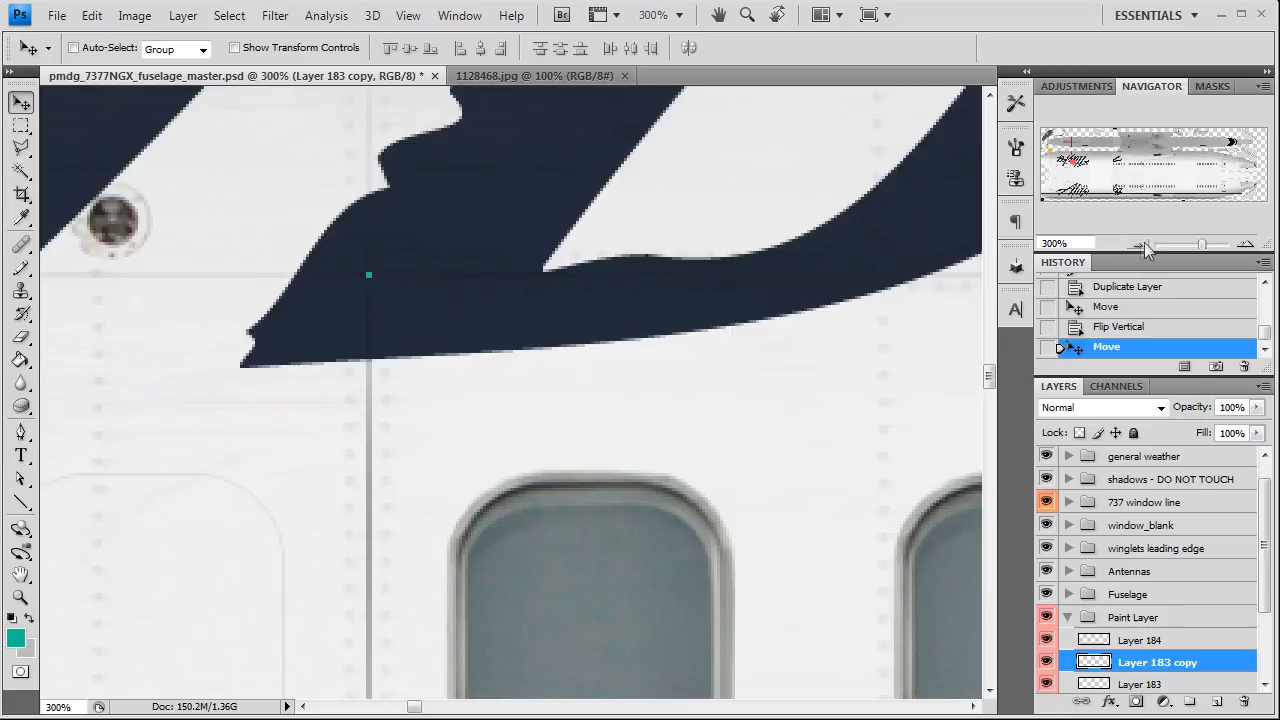 Ps File Edit Image Layer Select Filter Analysis 3D View Window Help Br 300% ESSENTIALS
Auto-Select: Group Show Transform Controls
pmdg_7377NGX_fuselage_master.psd @ 300% (Layer 183 copy, RGB/8) * × 1128468.jpg @ 100% (RGB/8#) ×
ADJUSTMENTS NAVIGATOR MASKS
300%
HISTORY
Duplicate Layer
Move
Flip Vertical
Move
LAYERS CHANNELS
Normal Opacity: 100%
Lock: Fill: 100%
general weather
shadows - DO NOT TOUCH
737 window line
window_blank
winglets leading edge
Antennas
Fuselage
Paint Layer
Layer 184
Layer 183 copy
Layer 183
300% Doc: 150.2M/1.36G